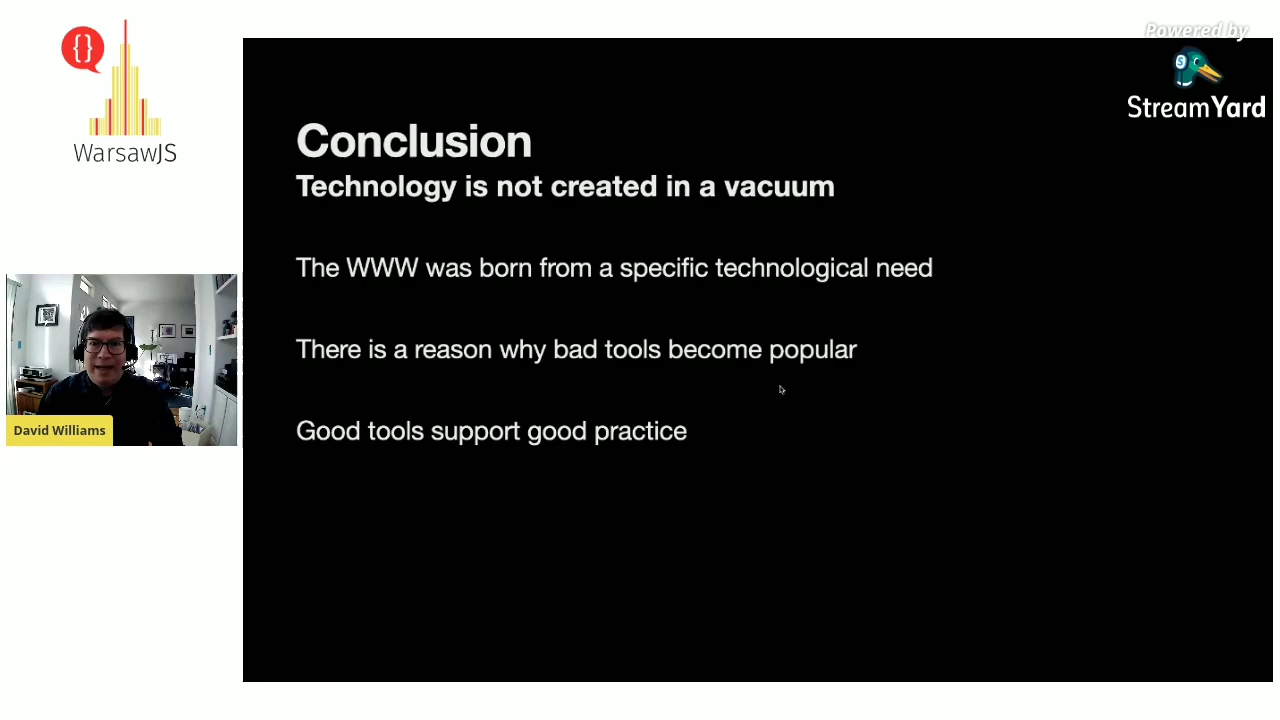 {}
WarsawJS
Powered by
S
StreamYard
Conclusion
Technology is not created in a vacuum
The WWW was born from a specific technological need
There is a reason why bad tools become popular
Good tools support good practice
David Williams